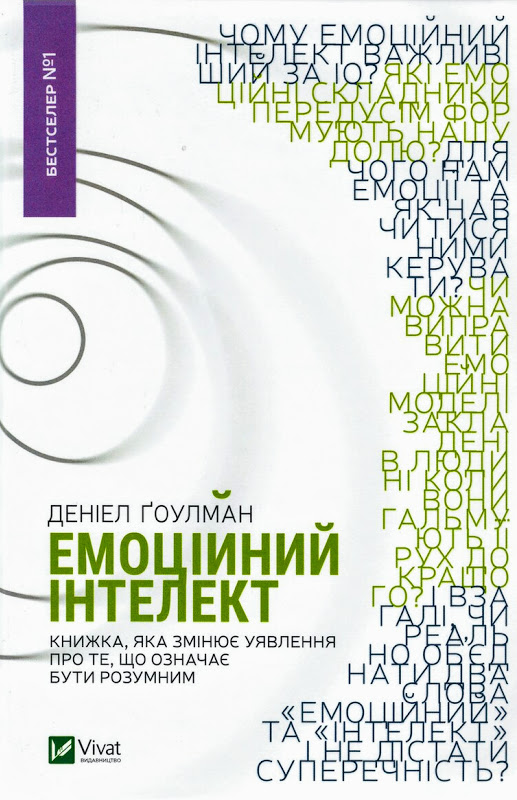 БЕСТСЕЛЕР №1
ЧОМУ ЕМОЦІЙНИЙ
ІНТЕЛЕКТ ВАЖЛИВІ
ШИЙ ЗА IQ? ЯКІ ЕМО
ЦІЙНІ СКЛАДНИКИ
ПЕРЕДУСІМ ФОР
МУЮТЬ НАШУ
ДОЛЮ? ДЛЯ
ЧОГО НАМ
ЕМОЦІЇ ТА
ЯК НАВ
ЧИТИСЯ
НИМИ
КЕРУВА
ТИ? ЧИ
МОЖНА
ВИПРА
ВИТИ
ЕМО
ЦІЙНІ
МОДЕЛІ
ЗАКЛА
ДЕНІ
В ЛЮДИ
НІ КОЛИ
ВОНИ
ГАЛЬМУ
ЮТЬ ЇЇ
РУХ ДО
КРАЩО
ГО? І ВЗА
ГАЛІ, ЧИ
РЕАЛЬ
НО ОБ'ЄД
НАТИ ДВА
СЛОВА
«ЕМОЦІЙНИЙ»
ТА «ІНТЕЛЕКТ»
І НЕ ДІСТАТИ
СУПЕРЕЧНІСТЬ?
ДЕНІЕЛ ҐОУЛМАН
ЕМОЦІЙНИЙ
ІНТЕЛЕКТ
КНИЖКА, ЯКА ЗМІНЮЄ УЯВЛЕННЯ
ПРО ТЕ, ЩО ОЗНАЧАЄ
БУТИ РОЗУМНИМ
Vivat
ВИДАВНИЦТВО